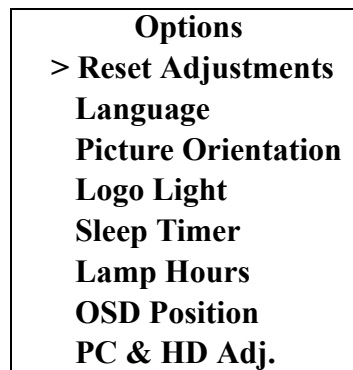 Options
> Reset Adjustments
Language
Picture Orientation
Logo Light
Sleep Timer
Lamp Hours
OSD Position
PC & HD Adj.